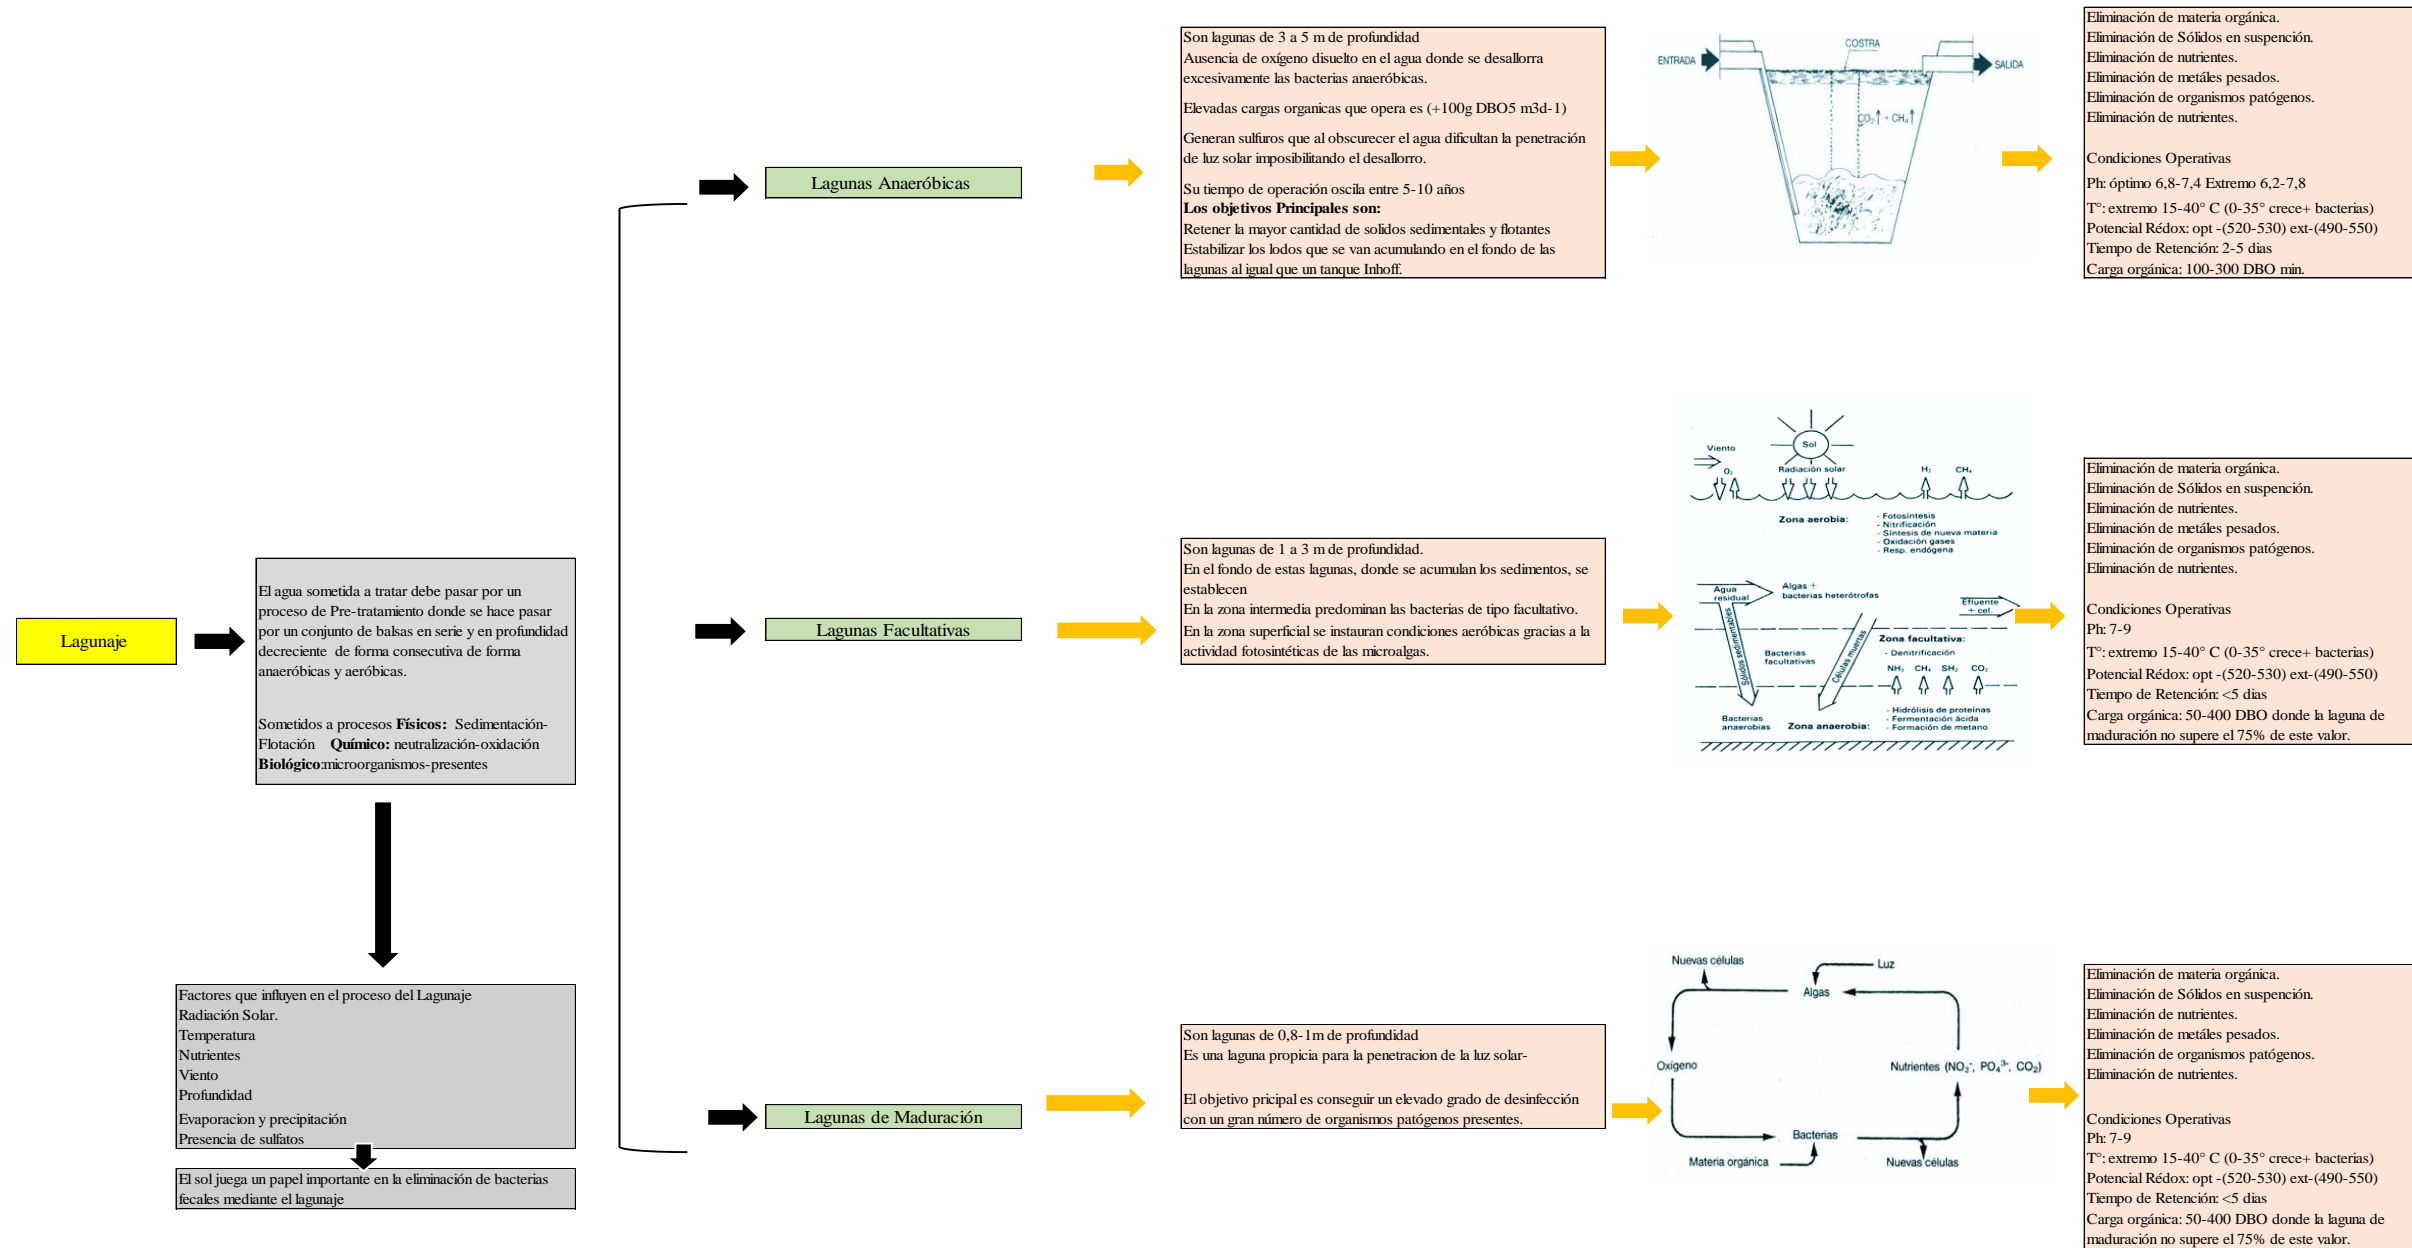 Lagunaje
El agua sometida a tratar debe pasar por un
proceso de Pre-tratamiento donde se hace pasar
por un conjunto de balsas en serie y en profundidad
decreciente de forma consecutiva de forma
anaeróbicas y aeróbicas.
Sometidos a procesos Físicos: Sedimentación-
Flotación Químico: neutralización-oxidación
Biológico:microorganismos-presentes
Factores que influyen en el proceso del Lagunaje
Radiación Solar.
Temperatura
Nutrientes
Viento
Profundidad
Evaporacion y precipitación
Presencia de sulfatos
El sol juega un papel importante en la eliminación de bacterias
fecales mediante el lagunaje
Lagunas Anaeróbicas
Son lagunas de 3 a 5 m de profundidad
Ausencia de oxígeno disuelto en el agua donde se desallorra
excesivamente las bacterias anaeróbicas.
Elevadas cargas organicas que opera es (+100g DBO5 m3d-1)
Generan sulfuros que al obscurecer el agua dificultan la penetración
de luz solar imposibilitando el desallorro.
Su tiempo de operación oscila entre 5-10 años
Los objetivos Principales son:
Retener la mayor cantidad de solidos sedimentales y flotantes
Estabilizar los lodos que se van acumulando en el fondo de las
lagunas al igual que un tanque Inhoff.
COSTRA
ENTRADA
SALIDA
CO₂ + CH₄
Eliminación de materia orgánica.
Eliminación de Sólidos en suspención.
Eliminación de nutrientes.
Eliminación de metáles pesados.
Eliminación de organismos patógenos.
Eliminación de nutrientes.
Condiciones Operativas
Ph: óptimo 6,8-7,4 Extremo 6,2-7,8
T°: extremo 15-40° C (0-35° crece+ bacterias)
Potencial Rédox: opt -(520-530) ext-(490-550)
Tiempo de Retención: 2-5 dias
Carga orgánica: 100-300 DBO min.
Lagunas Facultativas
Son lagunas de 1 a 3 m de profundidad.
En el fondo de estas lagunas, donde se acumulan los sedimentos, se
establecen
En la zona intermedia predominan las bacterias de tipo facultativo.
En la zona superficial se instauran condiciones aeróbicas gracias a la
actividad fotosintéticas de las microalgas.
Sol
Viento
O₂
Radiación solar
H₂
CH₄
Zona aerobia:
- Fotosíntesis
- Nitrificación
- Síntesis de nueva materia
- Oxidación gases
- Resp. endógena
Agua
residual
Algas +
bacterias heterótrofas
Efluente
+ cel.
Sólidos sedimentables
Células muertas
Zona facultativa:
- Denitrificación
Bacterias
facultativas
NH₃ CH₄ SH₂ CO₂
Bacterias
anaerobias
Zona anaerobia:
- Hidrólisis de proteínas
- Fermentación ácida
- Formación de metano
Eliminación de materia orgánica.
Eliminación de Sólidos en suspención.
Eliminación de nutrientes.
Eliminación de metáles pesados.
Eliminación de organismos patógenos.
Eliminación de nutrientes.
Condiciones Operativas
Ph: 7-9
T°: extremo 15-40° C (0-35° crece+ bacterias)
Potencial Rédox: opt -(520-530) ext-(490-550)
Tiempo de Retención: <5 dias
Carga orgánica: 50-400 DBO donde la laguna de
maduración no supere el 75% de este valor.
Lagunas de Maduración
Son lagunas de 0,8-1m de profundidad
Es una laguna propicia para la penetracion de la luz solar-
El objetivo pricipal es conseguir un elevado grado de desinfección
con un gran número de organismos patógenos presentes.
Nuevas células
Luz
Algas
Oxígeno
Nutrientes (NO₃⁻, PO₄³⁻, CO₂)
Bacterias
Materia orgánica
Nuevas células
Eliminación de materia orgánica.
Eliminación de Sólidos en suspención.
Eliminación de nutrientes.
Eliminación de metáles pesados.
Eliminación de organismos patógenos.
Eliminación de nutrientes.
Condiciones Operativas
Ph: 7-9
T°: extremo 15-40° C (0-35° crece+ bacterias)
Potencial Rédox: opt -(520-530) ext-(490-550)
Tiempo de Retención: <5 dias
Carga orgánica: 50-400 DBO donde la laguna de
maduración no supere el 75% de este valor.